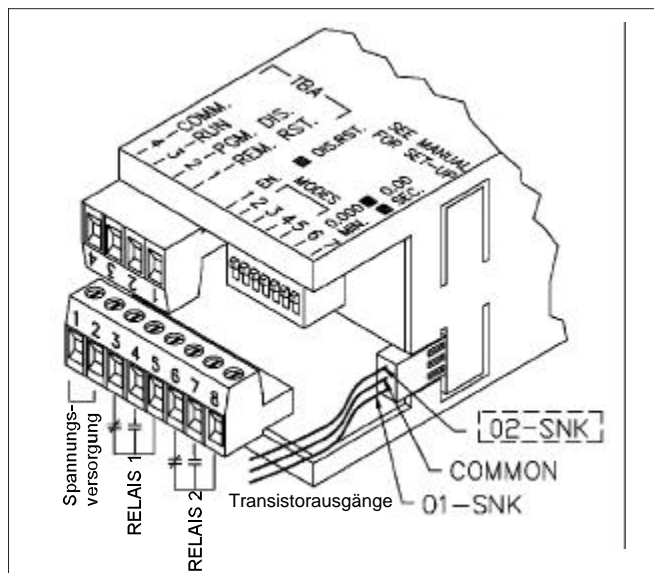 TBA
4 COMM.
3 RUN
2 PGM. DIS.
1 REM. RST.
DIS.RST.
SEE MANUAL
FOR SET-UP
EN. MODES
1 2 3 4 5 6 7
0.000 0.00
MIN. SEC.
4 3 2 1
1 2 3 4 5 6 7 8
Spannungs-
versorgung
RELAIS 1
RELAIS 2
Transistorausgänge
02-SNK
COMMON
01-SNK